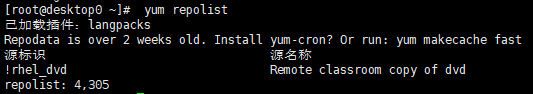 [root@desktop0 ~]# yum repolist
已加载插件：langpacks
Repodata is over 2 weeks old. Install yum-cron? Or run: yum makecache fast
源标识 源名称
!rhel_dvd Remote classroom copy of dvd
repolist: 4,305